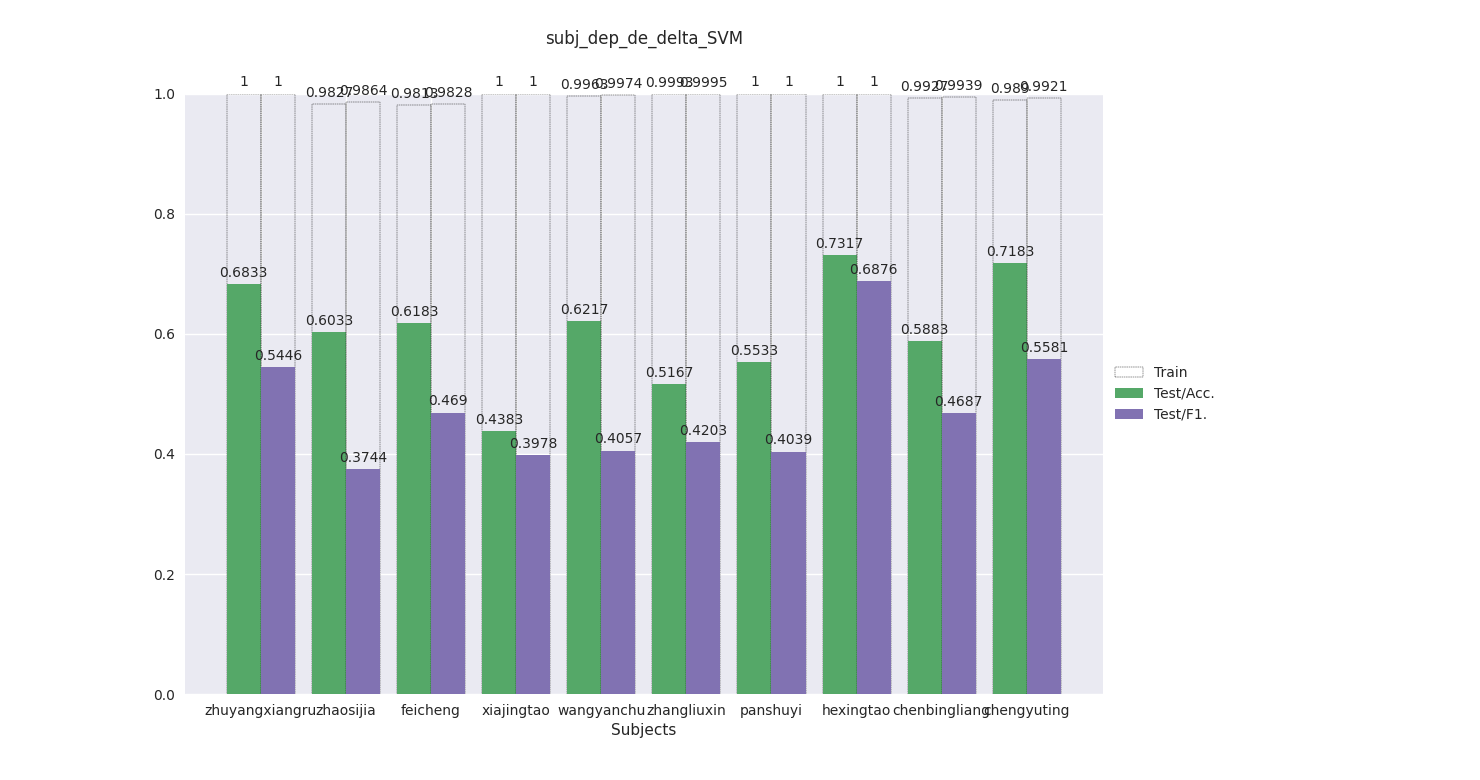 subj_dep_de_delta_SVM
1 1 0.9827 0.9864 0.9813 0.9828 1 1 0.9963 0.9974 0.9993 0.9995 1 1 1 1 0.9927 0.9939 0.989 0.9921
1.0
0.8
0.7317
0.7183
0.6833
0.6876
0.6033 0.6183 0.6217
0.6
0.5883
0.5446 0.5533 0.5581
0.5167
0.469 0.4687
0.4
0.4383
0.4203
0.3978 0.4057 0.4039
0.3744
Train
Test/Acc.
Test/F1.
0.2
0.0
zhuyangxiangru zhaosijia feicheng xiajingtao wangyanchu zhangliuxin panshuyi hexingtao chenbingliang chengyuting
Subjects